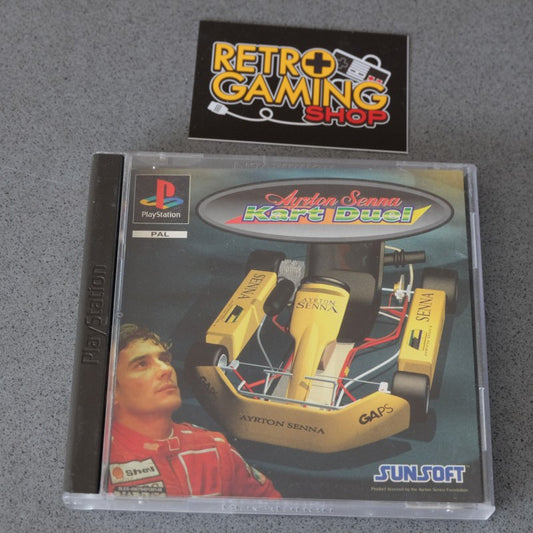 RETRO
GAMING
SHOP
PlayStation
PlayStation
PAL
Ayrton Senna
Kart Duel
SENNA
AYRTON
SENNA
SENNA
GAPS
GAPS
AYRTON SENNA
Shell
SUNSOFT
Product licensed by the Ayrton Senna Foundation